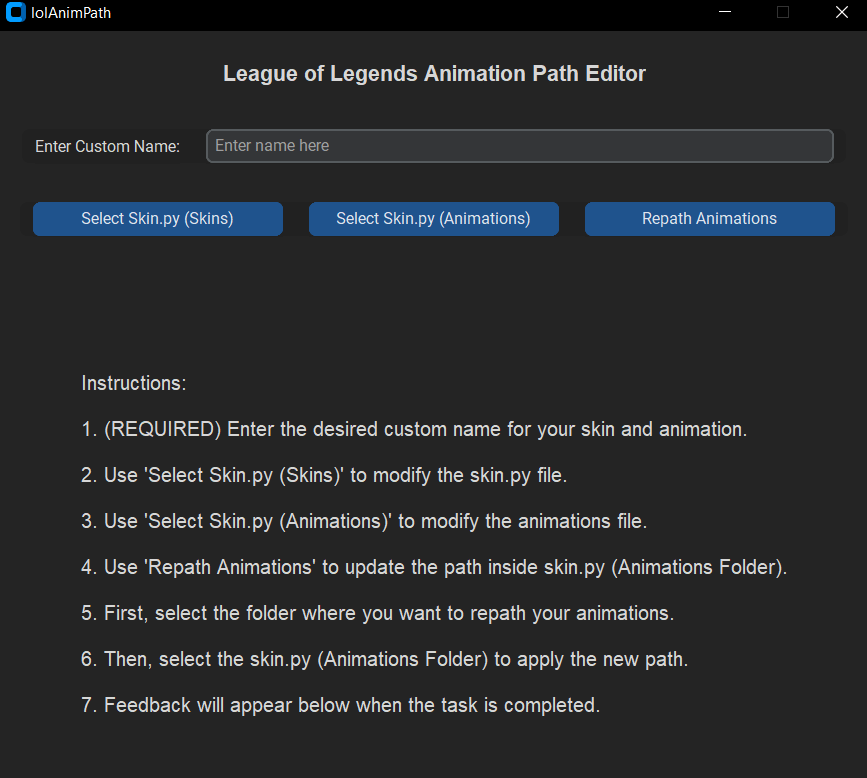 lolAnimPath
League of Legends Animation Path Editor
Enter Custom Name:
Enter name here
Select Skin.py (Skins)
Select Skin.py (Animations)
Repath Animations
Instructions:
1. (REQUIRED) Enter the desired custom name for your skin and animation.
2. Use 'Select Skin.py (Skins)' to modify the skin.py file.
3. Use 'Select Skin.py (Animations)' to modify the animations file.
4. Use 'Repath Animations' to update the path inside skin.py (Animations Folder).
5. First, select the folder where you want to repath your animations.
6. Then, select the skin.py (Animations Folder) to apply the new path.
7. Feedback will appear below when the task is completed.